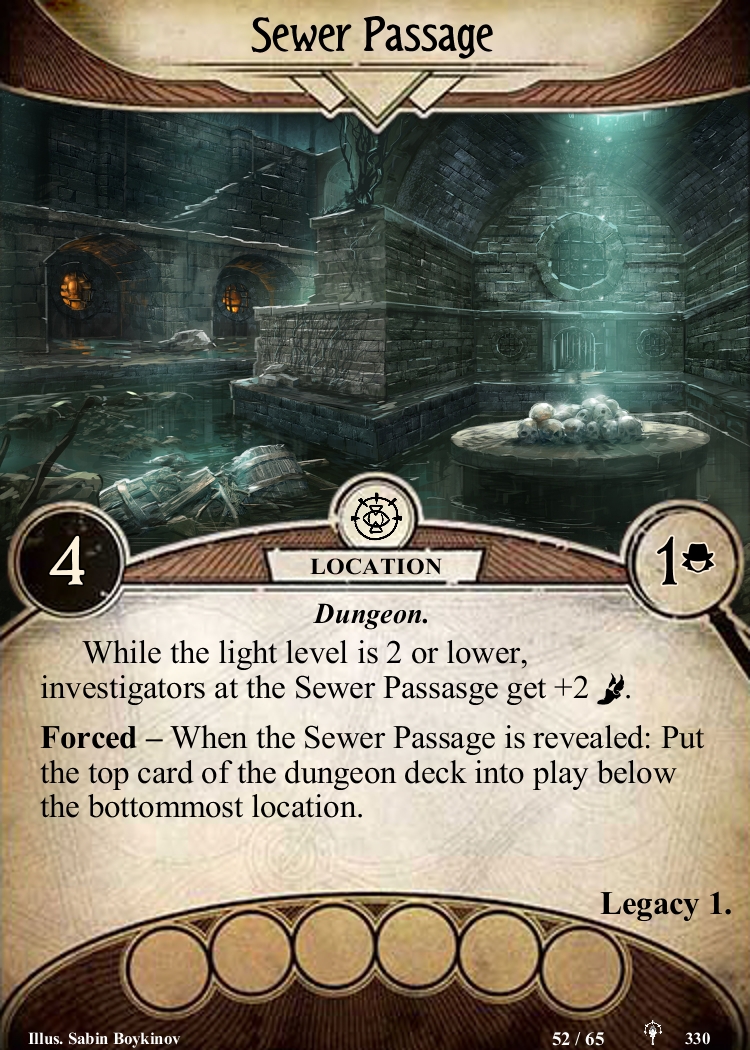 Sewer Passage
4
LOCATION
1
Dungeon.
While the light level is 2 or lower,
investigators at the Sewer Passasge get +2 .
Forced – When the Sewer Passage is revealed: Put
the top card of the dungeon deck into play below
the bottommost location.
Legacy 1.
Illus. Sabin Boykinov
52 / 65
330